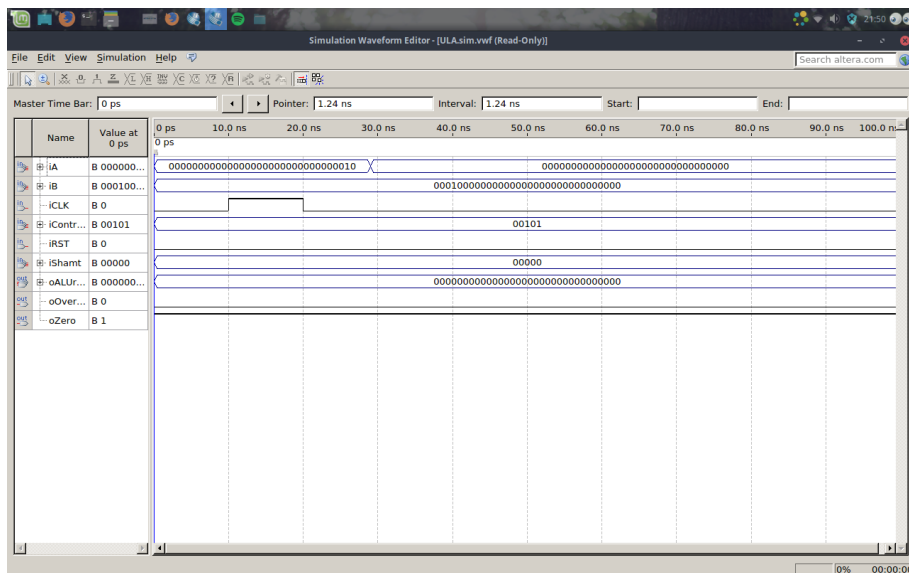 21:50
Simulation Waveform Editor - [ULA.sim.vwf (Read-Only)]
File Edit View Simulation Help
Search altera.com
Master Time Bar: 0 ps Pointer: 1.24 ns Interval: 1.24 ns Start: End:
Name Value at 0 ps
0 ps 10.0 ns 20.0 ns 30.0 ns 40.0 ns 50.0 ns 60.0 ns 70.0 ns 80.0 ns 90.0 ns 100.0 ns
0 ps
iA B 000000... 00000000000000000000000000000010 00000000000000000000000000000000
iB B 000100... 00010000000000000000000000000000
iCLK B 0
iContr... B 00101 00101
iRST B 0
iShamt B 00000 00000
oALUr... B 000000... 00000000000000000000000000000000
oOver... B 0
oZero B 1
0% 00:00:0